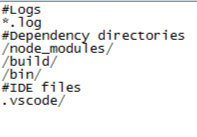 #Logs
*.log
#Dependency directories
/node_modules/
/build/
/bin/
#IDE files
.vscode/